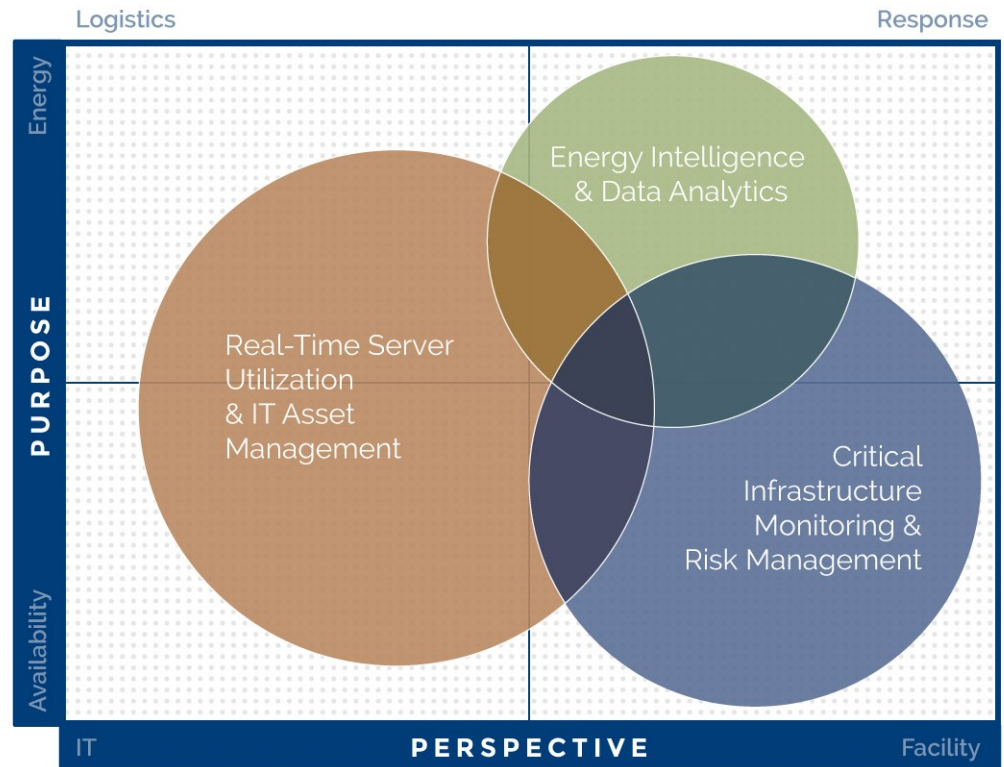 Logistics
Response
Energy
PURPOSE
Availability
Energy Intelligence
& Data Analytics
Real-Time Server
Utilization
& IT Asset
Management
Critical
Infrastructure
Monitoring &
Risk Management
IT
PERSPECTIVE
Facility